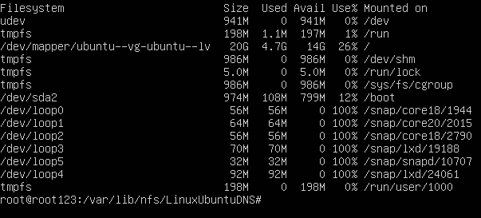 Filesystem Size Used Avail Use% Mounted on
udev 941M 0 941M 0% /dev
tmpfs 198M 1.1M 197M 1% /run
/dev/mapper/ubuntu--vg-ubuntu--lv 20G 4.7G 14G 26% /
tmpfs 986M 0 986M 0% /dev/shm
tmpfs 5.0M 0 5.0M 0% /run/lock
tmpfs 986M 0 986M 0% /sys/fs/cgroup
/dev/sda2 974M 108M 799M 12% /boot
/dev/loop0 56M 56M 0 100% /snap/core18/1944
/dev/loop1 64M 64M 0 100% /snap/core20/2015
/dev/loop2 56M 56M 0 100% /snap/core18/2790
/dev/loop3 70M 70M 0 100% /snap/lxd/19188
/dev/loop5 32M 32M 0 100% /snap/snapd/10707
/dev/loop4 92M 92M 0 100% /snap/lxd/24061
tmpfs 198M 0 198M 0% /run/user/1000
root@root123:/var/lib/nfs/LinuxUbuntuDNS#